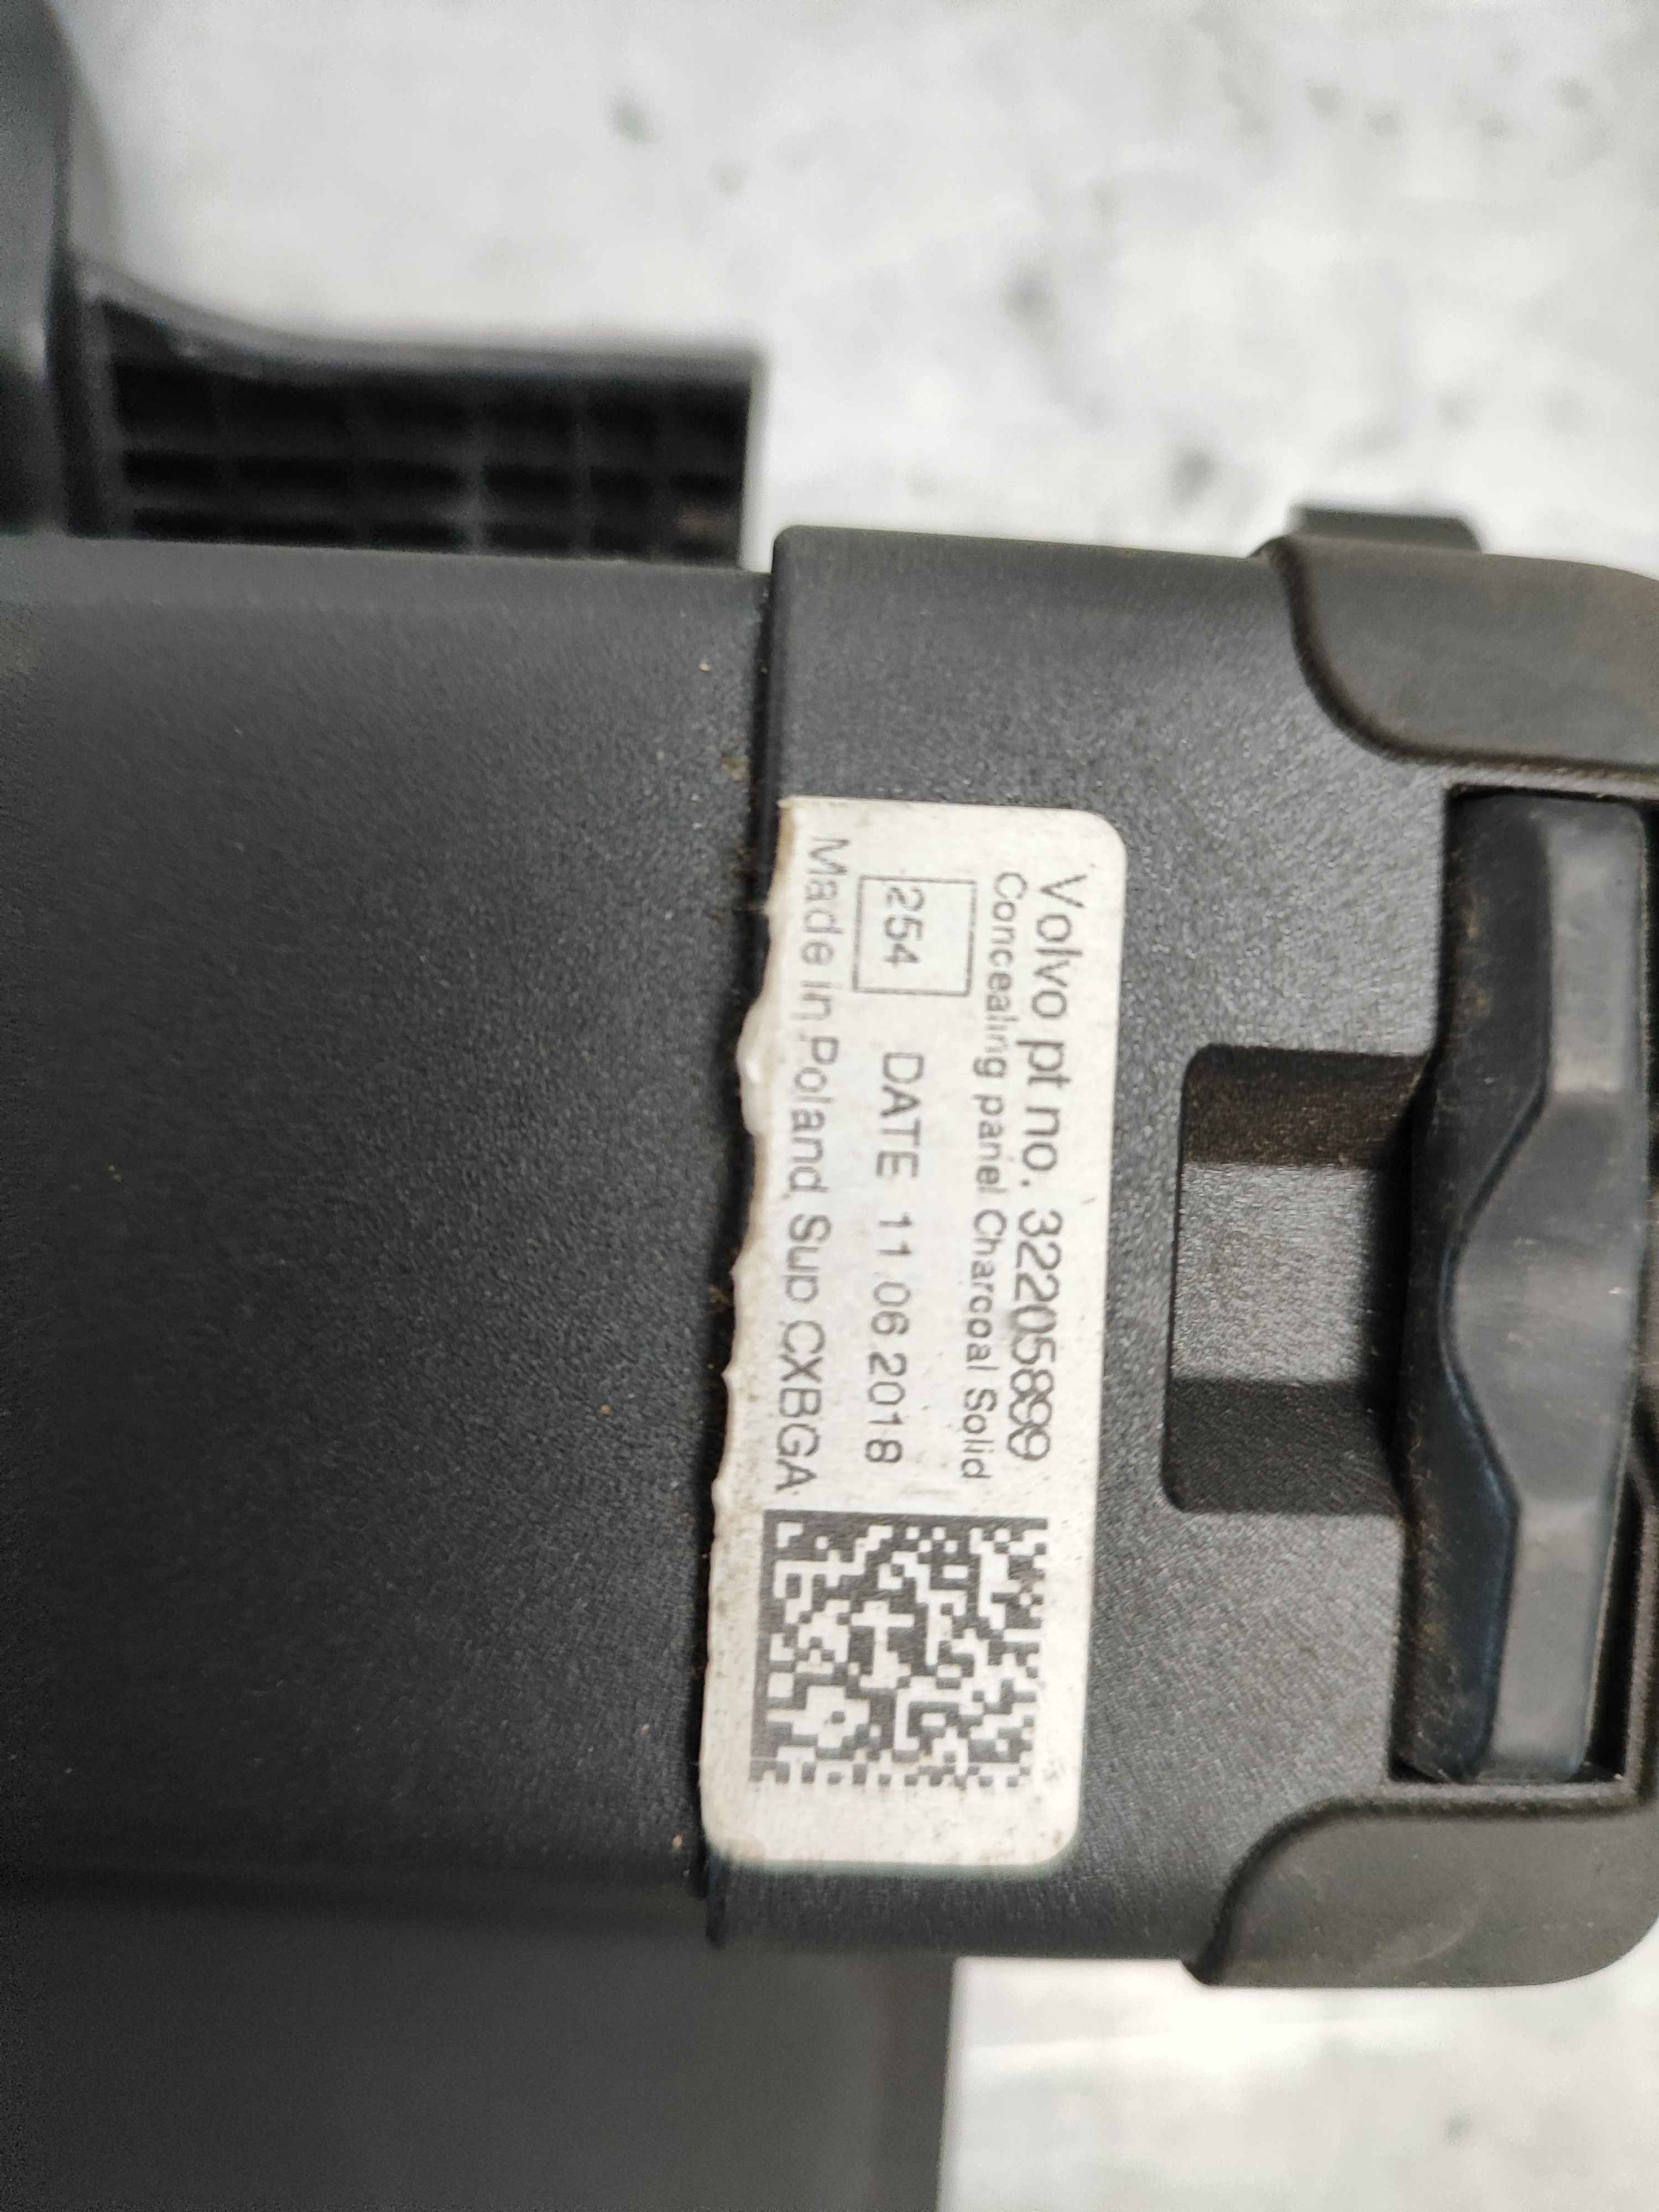 Volvo pt no. 32205899
Concealing panel Charcoal Solid
254 DATE 11 06 2018
Made in Poland Sup CXBGA